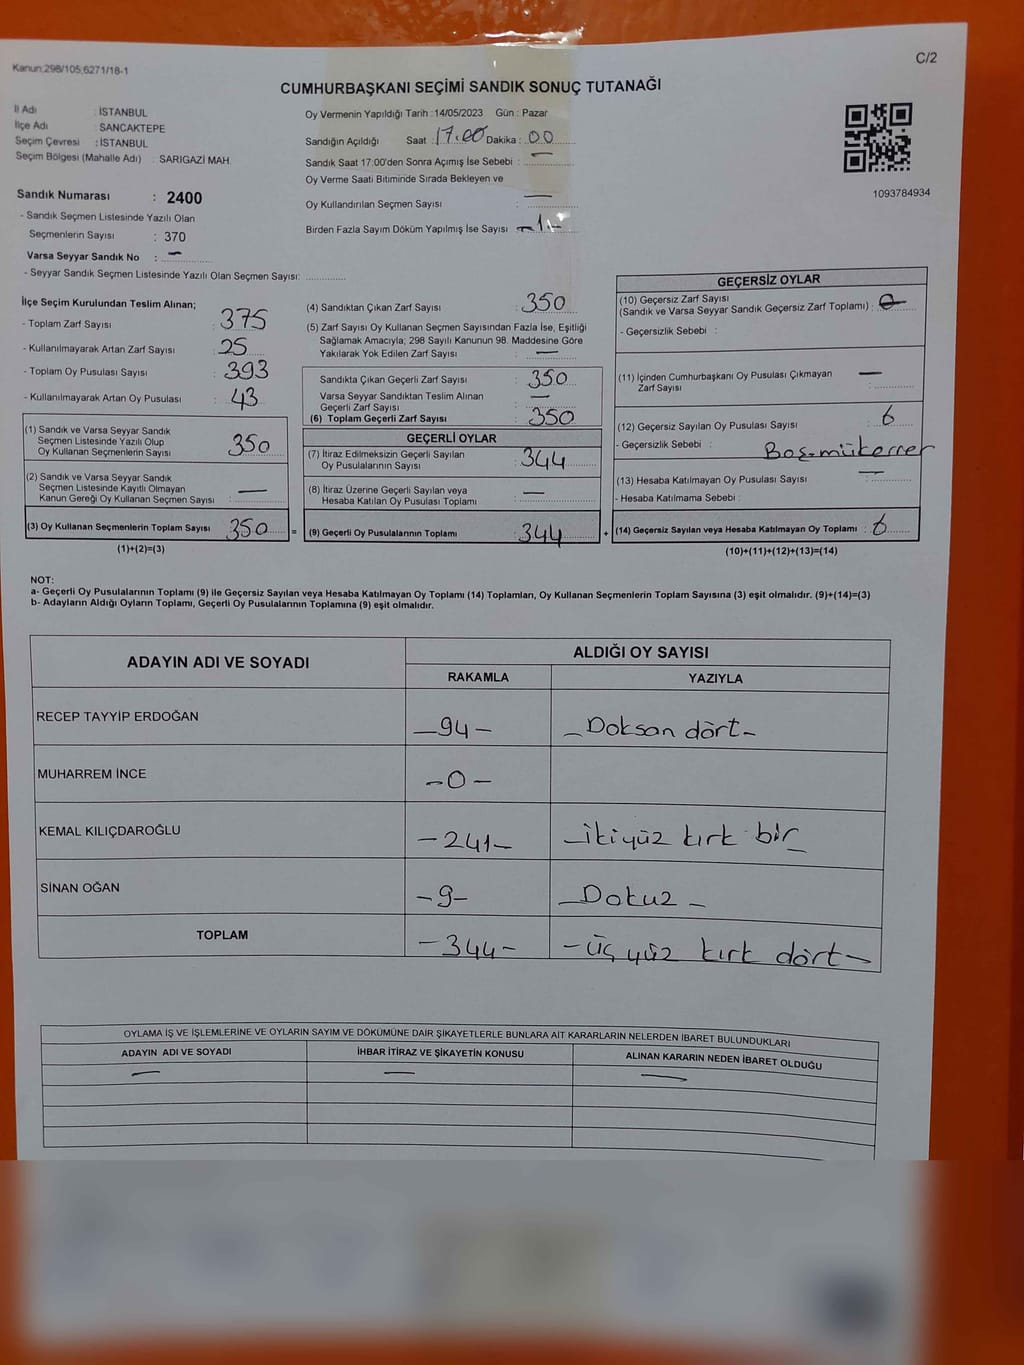 Kanun;298/105;6271/18-1
C/2
CUMHURBAŞKANI SEÇİMİ SANDIK SONUÇ TUTANAĞI
İl Adı : İSTANBUL
İlçe Adı : SANCAKTEPE
Seçim Çevresi : İSTANBUL
Seçim Bölgesi (Mahalle Adı) : SARIGAZİ MAH.
Sandık Numarası : 2400
- Sandık Seçmen Listesinde Yazılı Olan
Seçmenlerin Sayısı : 370
Varsa Seyyar Sandık No : —
- Seyyar Sandık Seçmen Listesinde Yazılı Olan Seçmen Sayısı: ..............
Oy Vermenin Yapıldığı Tarih :14/05/2023 Gün : Pazar
Sandığın Açıldığı Saat : 17.00 Dakika : 00
Sandık Saat 17:00'den Sonra Açımış İse Sebebi : —
Oy Verme Saati Bitiminde Sırada Bekleyen ve
Oy Kullandırılan Seçmen Sayısı : —
Birden Fazla Sayım Döküm Yapılmış İse Sayısı : -1-
1093784934
İlçe Seçim Kurulundan Teslim Alınan;
- Toplam Zarf Sayısı : 375
- Kullanılmayarak Artan Zarf Sayısı : 25
- Toplam Oy Pusulası Sayısı : 393
- Kullanılmayarak Artan Oy Pusulası : 43
(1) Sandık ve Varsa Seyyar Sandık
Seçmen Listesinde Yazılı Olup
Oy Kullanan Seçmenlerin Sayısı : 350
(2) Sandık ve Varsa Seyyar Sandık
Seçmen Listesinde Kayıtlı Olmayan
Kanun Gereği Oy Kullanan Seçmen Sayısı : —
(3) Oy Kullanan Seçmenlerin Toplam Sayısı : 350 =
(1)+(2)=(3)
(4) Sandıktan Çıkan Zarf Sayısı : 350
(5) Zarf Sayısı Oy Kullanan Seçmen Sayısından Fazla İse, Eşitliği
Sağlamak Amacıyla; 298 Sayılı Kanunun 98. Maddesine Göre
Yakılarak Yok Edilen Zarf Sayısı : —
Sandıkta Çıkan Geçerli Zarf Sayısı : 350
Varsa Seyyar Sandıktan Teslim Alınan
Geçerli Zarf Sayısı : —
(6) Toplam Geçerli Zarf Sayısı : 350
GEÇERLİ OYLAR
(7) İtiraz Edilmeksizin Geçerli Sayılan
Oy Pusulalarının Sayısı : 344
(8) İtiraz Üzerine Geçerli Sayılan veya
Hesaba Katılan Oy Pusulası Toplamı : —
(9) Geçerli Oy Pusulalarının Toplamı : 344 +
GEÇERSİZ OYLAR
(10) Geçersiz Zarf Sayısı
(Sandık ve Varsa Seyyar Sandık Geçersiz Zarf Toplamı) : 0
- Geçersizlik Sebebi :
(11) İçinden Cumhurbaşkanı Oy Pusulası Çıkmayan
Zarf Sayısı : —
(12) Geçersiz Sayılan Oy Pusulası Sayısı : 6
- Geçersizlik Sebebi : Boş-mükerrer
(13) Hesaba Katılmayan Oy Pusulası Sayısı : —
- Hesaba Katılmama Sebebi :
(14) Geçersiz Sayılan veya Hesaba Katılmayan Oy Toplamı : 6
(10)+(11)+(12)+(13)=(14)
NOT:
a- Geçerli Oy Pusulalarının Toplamı (9) ile Geçersiz Sayılan veya Hesaba Katılmayan Oy Toplamı (14) Toplamları, Oy Kullanan Seçmenlerin Toplam Sayısına (3) eşit olmalıdır. (9)+(14)=(3)
b- Adayların Aldığı Oyların Toplamı, Geçerli Oy Pusulalarının Toplamına (9) eşit olmalıdır.
ADAYIN ADI VE SOYADI ALDIĞI OY SAYISI
RAKAMLA YAZIYLA
RECEP TAYYİP ERDOĞAN -94- -Doksan dört-
MUHARREM İNCE -0-
KEMAL KILIÇDAROĞLU -241- -ikiyüz kırk bir-
SİNAN OĞAN -9- -Dokuz-
TOPLAM -344- -üçyüz kırk dört-
OYLAMA İŞ VE İŞLEMLERİNE VE OYLARIN SAYIM VE DÖKÜMÜNE DAİR ŞİKAYETLERLE BUNLARA AİT KARARLARIN NELERDEN İBARET BULUNDUKLARI
ADAYIN ADI VE SOYADI İHBAR İTİRAZ VE ŞİKAYETİN KONUSU ALINAN KARARIN NEDEN İBARET OLDUĞU
— — —